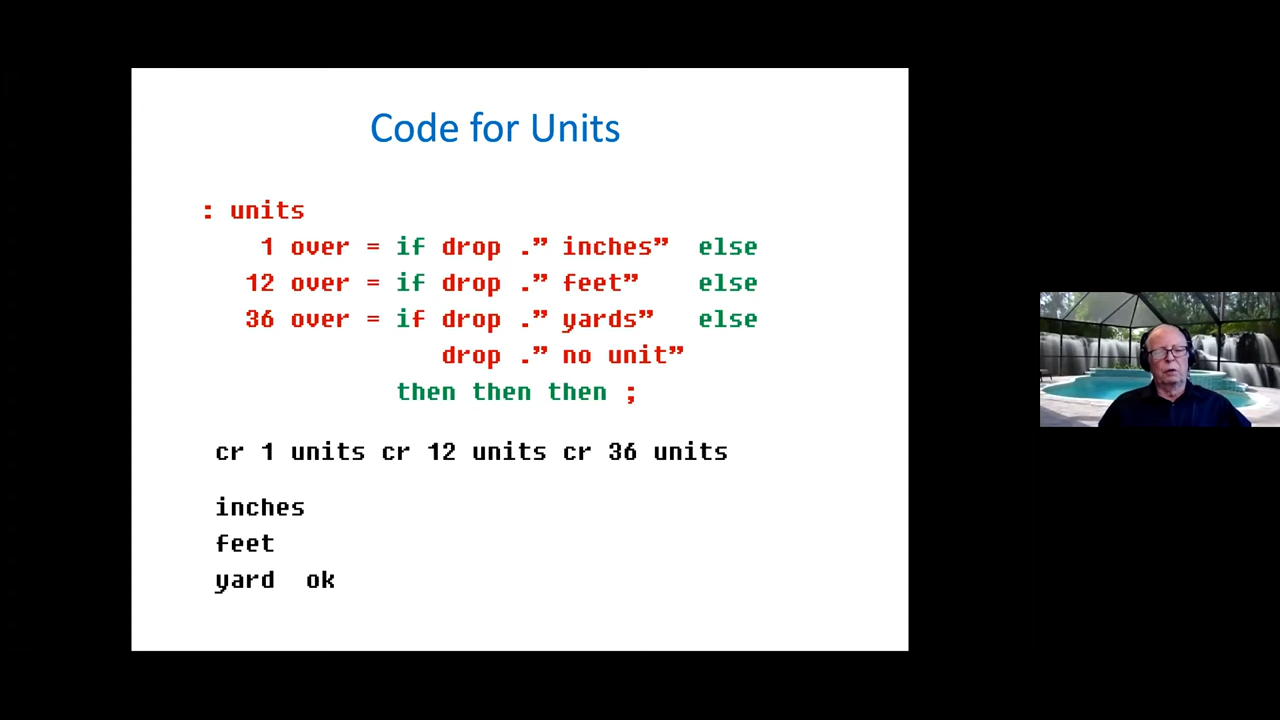 Code for Units
: units
1 over = if drop .” inches” else
12 over = if drop .” feet” else
36 over = if drop .” yards” else
drop .” no unit”
then then then ;
cr 1 units cr 12 units cr 36 units
inches
feet
yard ok